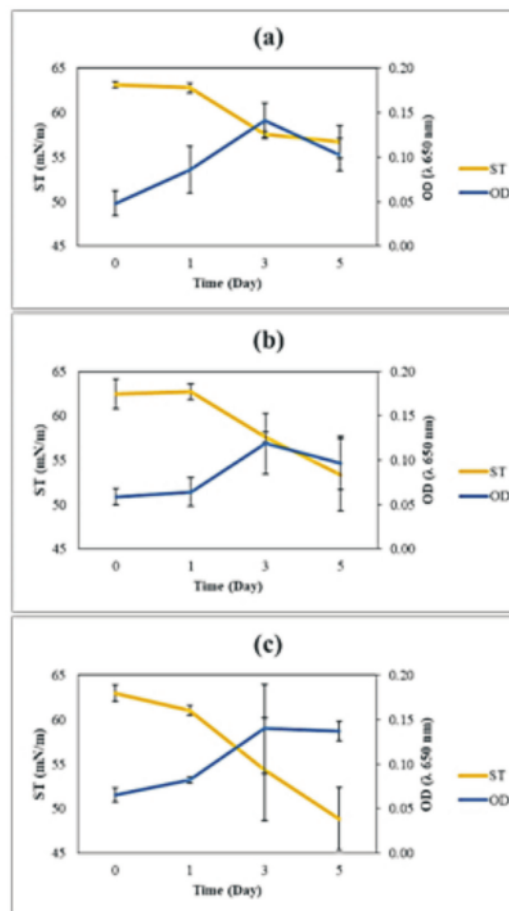 (a)
65 0.20
60 0.15
55 0.10
50 0.05
45 0.00
ST (mN/m)
OD (λ 650 nm)
ST
OD
0 1 3 5
Time (Day)
(b)
65 0.20
60 0.15
55 0.10
50 0.05
45 0.00
ST (mN/m)
OD (λ 650 nm)
ST
OD
0 1 3 5
Time (Day)
(c)
65 0.20
60 0.15
55 0.10
50 0.05
45 0.00
ST (mN/m)
OD (λ 650 nm)
ST
OD
0 1 3 5
Time (Day)